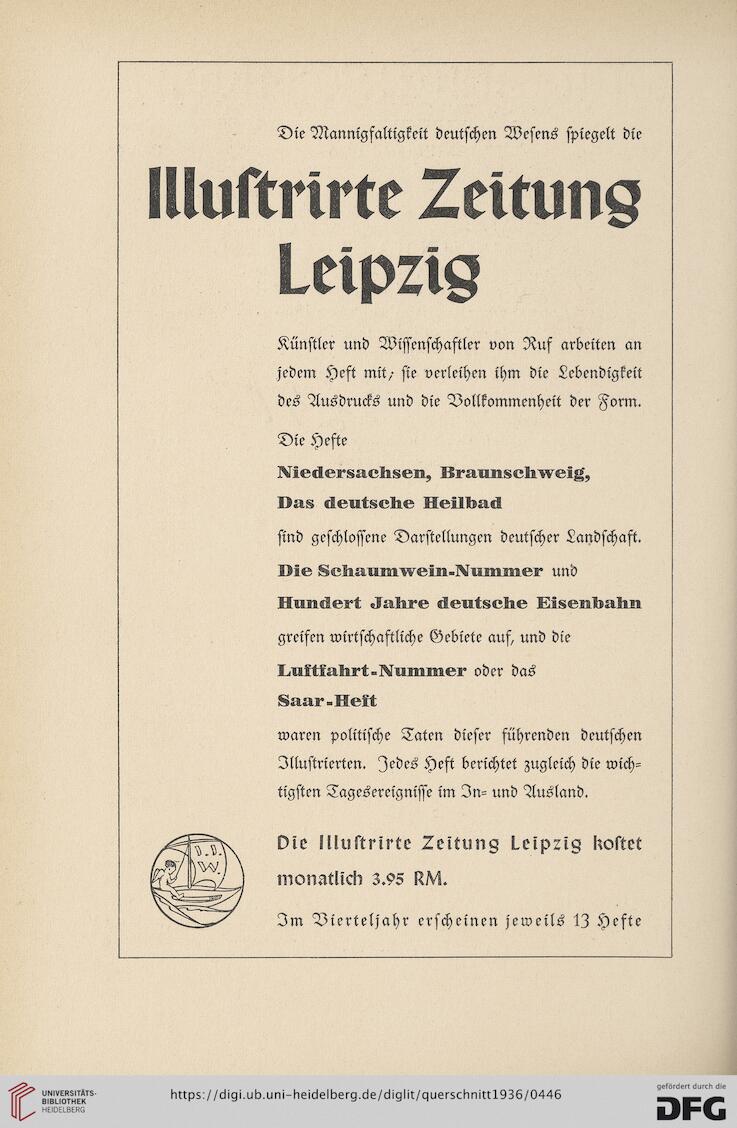 Die Mannigfaltigkeit deutschen Wesens spiegelt die
Illustrirte Zeitung
Leipzig
Künstler und Wissenschaftler von Ruf arbeiten an
jedem Heft mit; sie verleihen ihm die Lebendigkeit
des Ausdrucks und die Vollkommenheit der Form.
Die Hefte
Niedersachsen, Braunschweig,
Das deutsche Heilbad
sind geschlossene Darstellungen deutscher Landschaft.
Die Schaumwein-Nummer und
Hundert Jahre deutsche Eisenbahn
greifen wirtschaftliche Gebiete auf, und die
Luftfahrt-Nummer oder das
Saar-Heft
waren politische Taten dieser führenden deutschen
Illustrierten. Jedes Heft berichtet zugleich die wich-
tigsten Tagesereignisse im In- und Ausland.
J.J.
W.
Die Illustrirte Zeitung Leipzig kostet
monatlich 3.95 RM.
Im Vierteljahr erscheinen jeweils 13 Hefte
UNIVERSITÄTS-
BIBLIOTHEK
HEIDELBERG
https://digi.ub.uni-heidelberg.de/diglit/querschnitt1936/0446
gefördert durch die
DFG